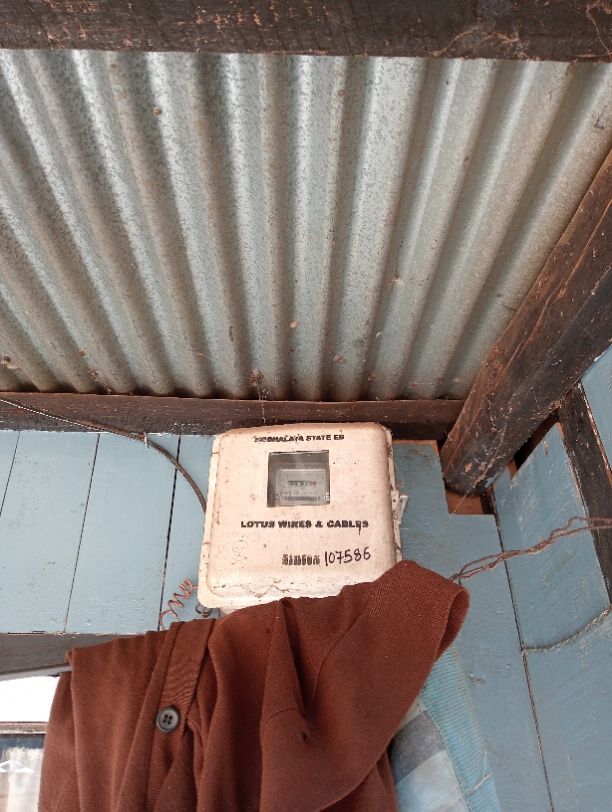 MEGHALAYA STATE EB
LOTUS WIRES & CABLES
107586